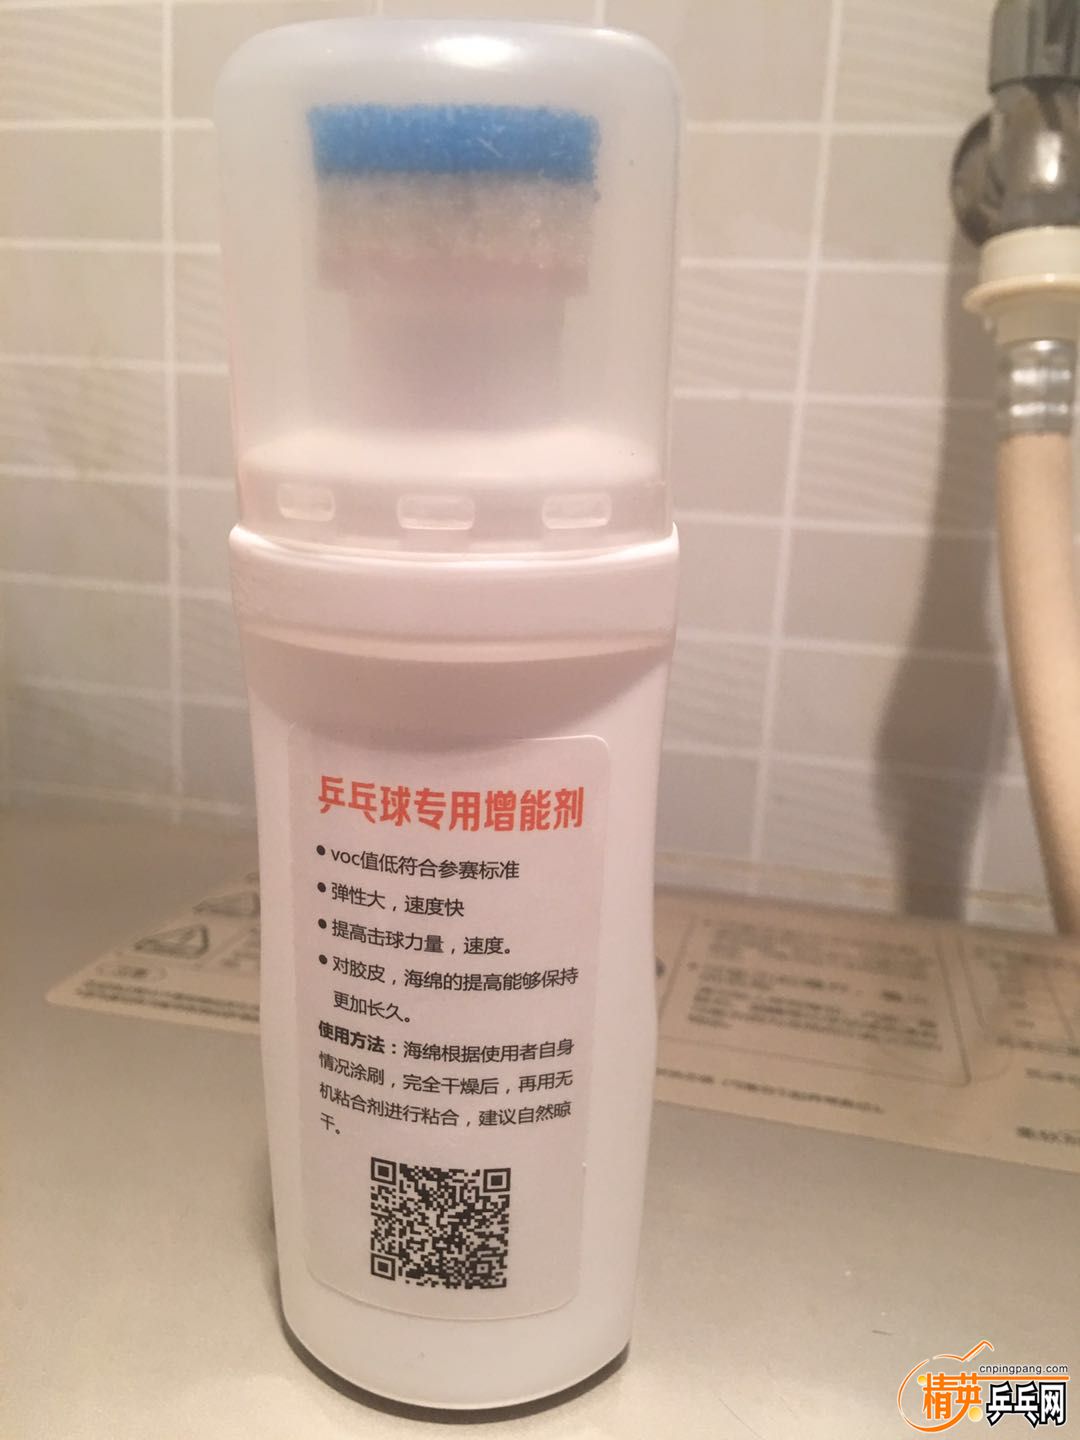 乒乓球专用增能剂
● voc值低符合参赛标准
● 弹性大，速度快
● 提高击球力量，速度。
● 对胶皮，海绵的提高能够保持
更加长久。
使用方法：海绵根据使用者自身
情况涂刷，完全干燥后，再用无
机粘合剂进行粘合，建议自然晾
干。
cnpingpang.com
精英乒乓网